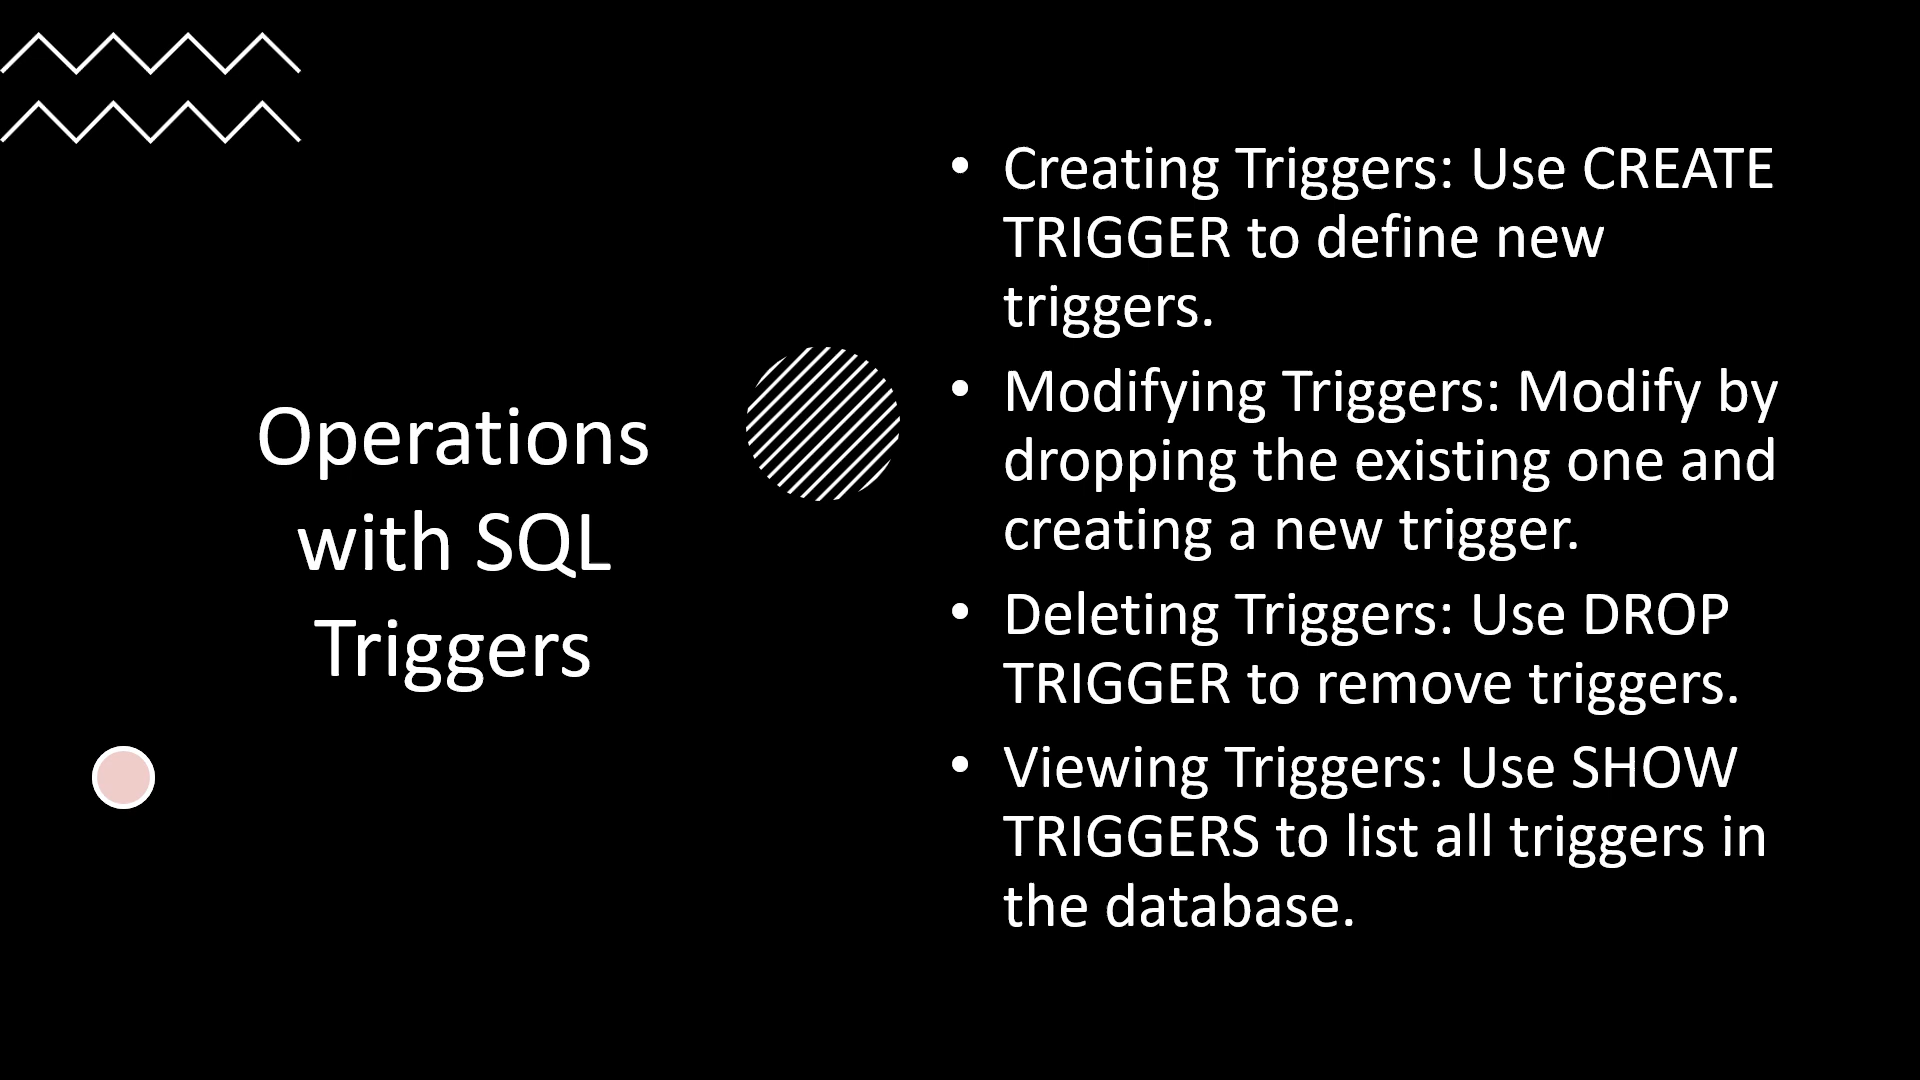 Operations
with SQL
Triggers
• Creating Triggers: Use CREATE
TRIGGER to define new
triggers.
• Modifying Triggers: Modify by
dropping the existing one and
creating a new trigger.
• Deleting Triggers: Use DROP
TRIGGER to remove triggers.
• Viewing Triggers: Use SHOW
TRIGGERS to list all triggers in
the database.